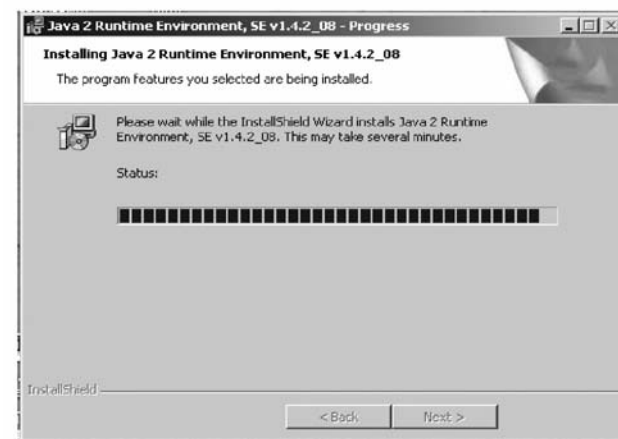 Java 2 Runtime Environment, SE v1.4.2_08 - Progress
Installing Java 2 Runtime Environment, SE v1.4.2_08
The program features you selected are being installed.
Please wait while the InstallShield Wizard installs Java 2 Runtime
Environment, SE v1.4.2_08. This may take several minutes.
Status:
InstallShield
< Back
Next >